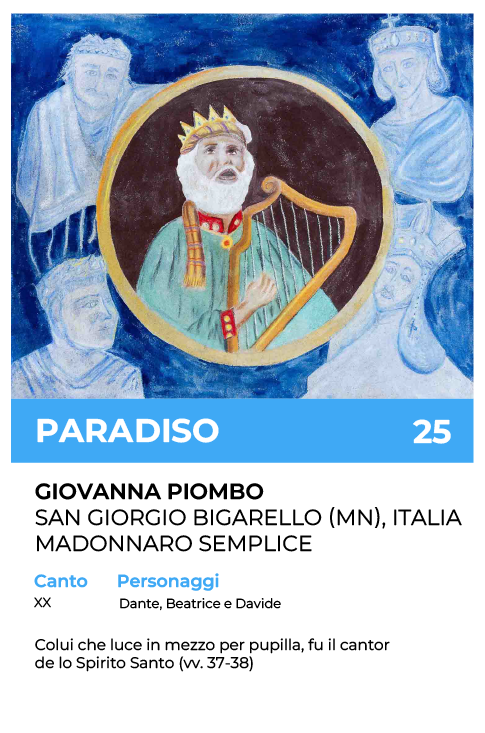 PARADISO 25
GIOVANNA PIOMBO
SAN GIORGIO BIGARELLO (MN), ITALIA
MADONNARO SEMPLICE
Canto Personaggi
XX Dante, Beatrice e Davide
Colui che luce in mezzo per pupilla, fu il cantor
de lo Spirito Santo (vv. 37-38)